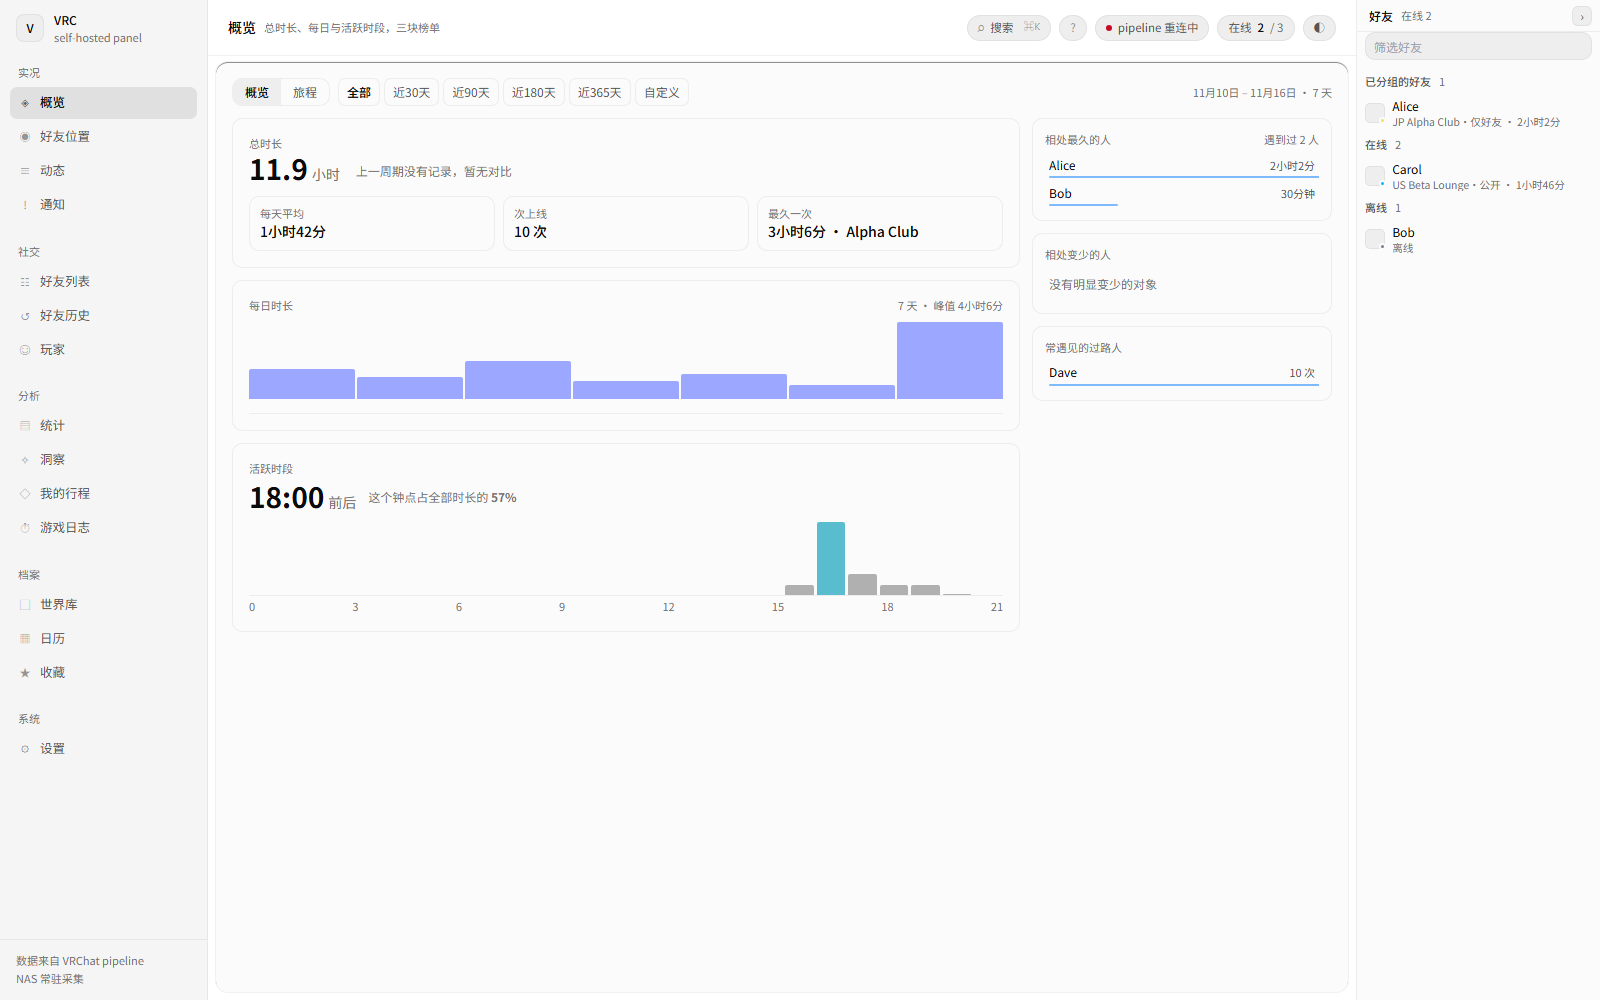 V
VRC
self-hosted panel
实况
概览
好友位置
动态
通知
社交
好友列表
好友历史
玩家
分析
统计
洞察
我的行程
游戏日志
档案
世界库
日历
收藏
系统
设置
数据来自 VRChat pipeline
NAS 常驻采集
概览 总时长、每日与活跃时段，三块榜单
搜索 ⌘K
?
pipeline 重连中
在线 2 / 3
概览 旅程 全部 近30天 近90天 近180天 近365天 自定义
11月10日 – 11月16日 · 7 天
总时长
11.9 小时 上一周期没有记录，暂无对比
每天平均
1小时42分
次上线
10 次
最久一次
3小时6分 · Alpha Club
每日时长
7 天 · 峰值 4小时6分
活跃时段
18:00 前后 这个钟点占全部时长的 57%
0 3 6 9 12 15 18 21
相处最久的人 遇到过 2 人
Alice 2小时2分
Bob 30分钟
相处变少的人
没有明显变少的对象
常遇见的过路人
Dave 10 次
好友 在线 2
›
筛选好友
已分组的好友 1
Alice
JP Alpha Club · 仅好友 · 2小时2分
在线 2
Carol
US Beta Lounge · 公开 · 1小时46分
离线 1
Bob
离线